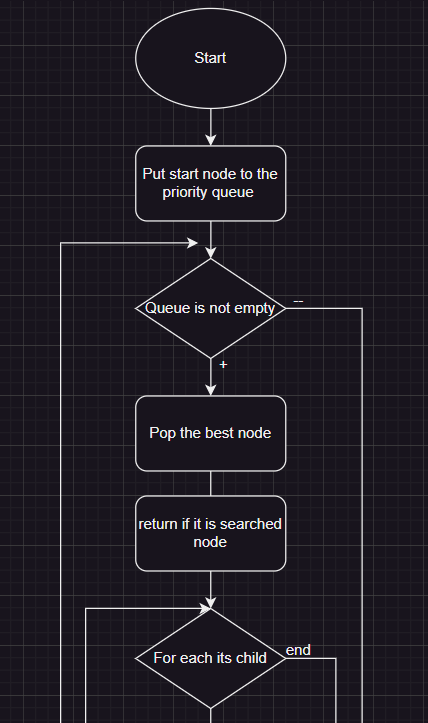 Start
Put start node to the
priority queue
Queue is not empty
--
+
Pop the best node
return if it is searched
node
end
For each its child